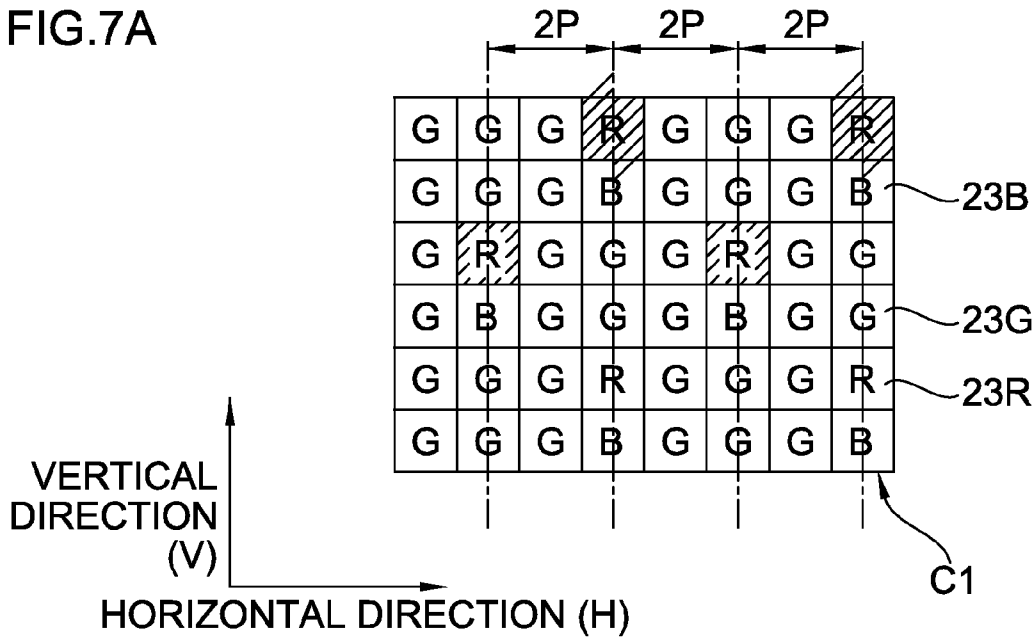 FIG.7A
2P 2P 2P
G G G R G G G R
G G G B G G G B
23B
G R G G G R G G
G B G G G B G G
23G
G G G R G G G R
23R
G G G B G G G B
VERTICAL
DIRECTION
(V)
C1
HORIZONTAL DIRECTION (H)